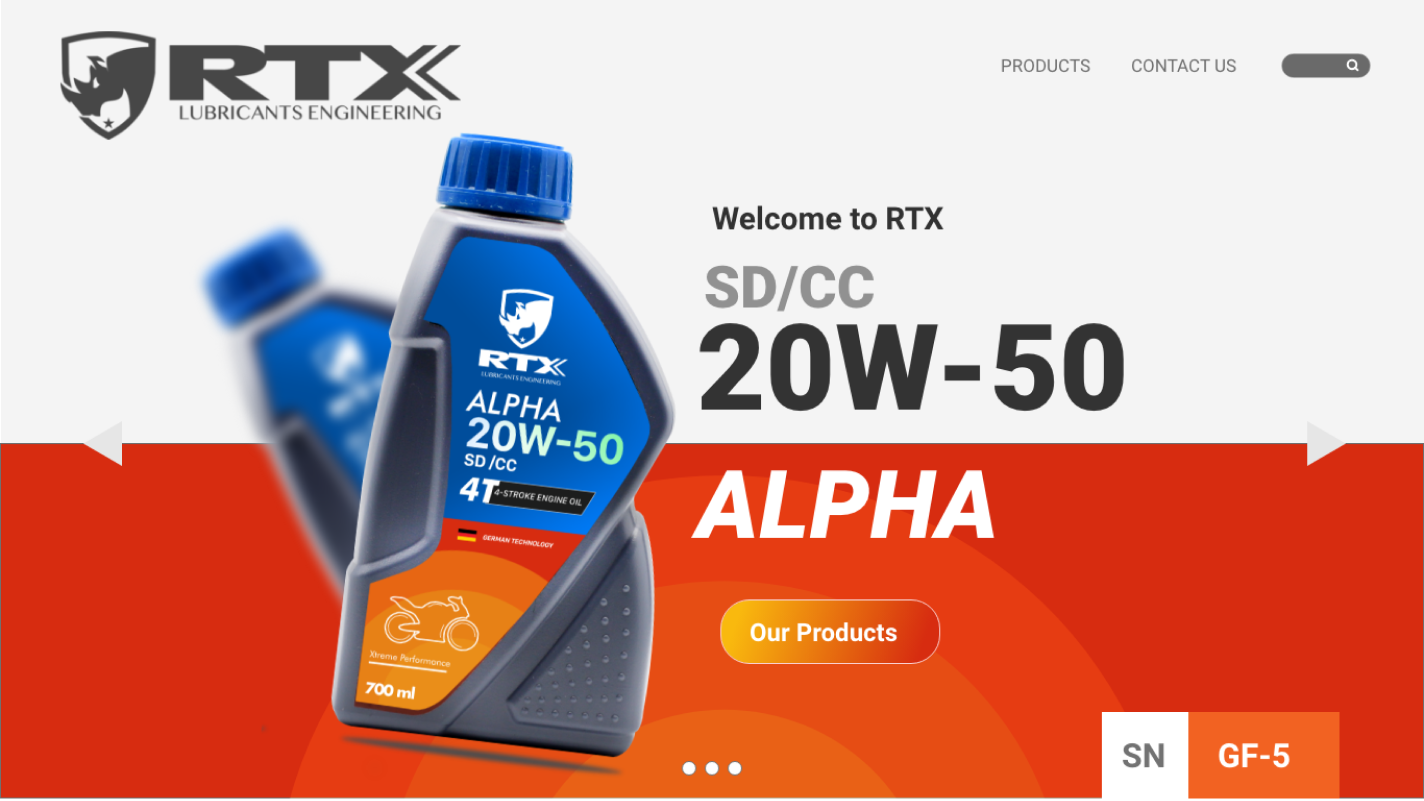 RTX
LUBRICANTS ENGINEERING
PRODUCTS
CONTACT US
Welcome to RTX
SD/CC
20W-50
ALPHA
Our Products
SN
GF-5
RTX
LUBRICANTS ENGINEERING
ALPHA
20W-50
SD/CC
4T
4-STROKE ENGINE OIL
GERMAN TECHNOLOGY
Xtreme Performance
700 ml